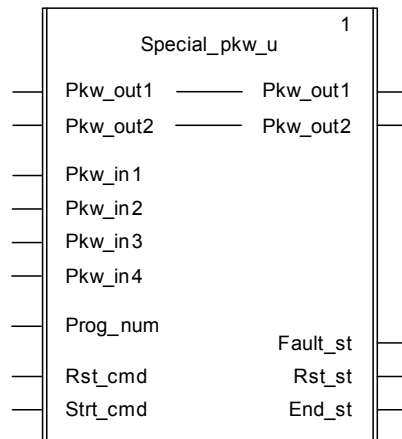 1
Special_pkw_u
Pkw_out1 Pkw_out1
Pkw_out2 Pkw_out2
Pkw_in1
Pkw_in2
Pkw_in3
Pkw_in4
Prog_num
Fault_st
Rst_cmd Rst_st
Strt_cmd End_st